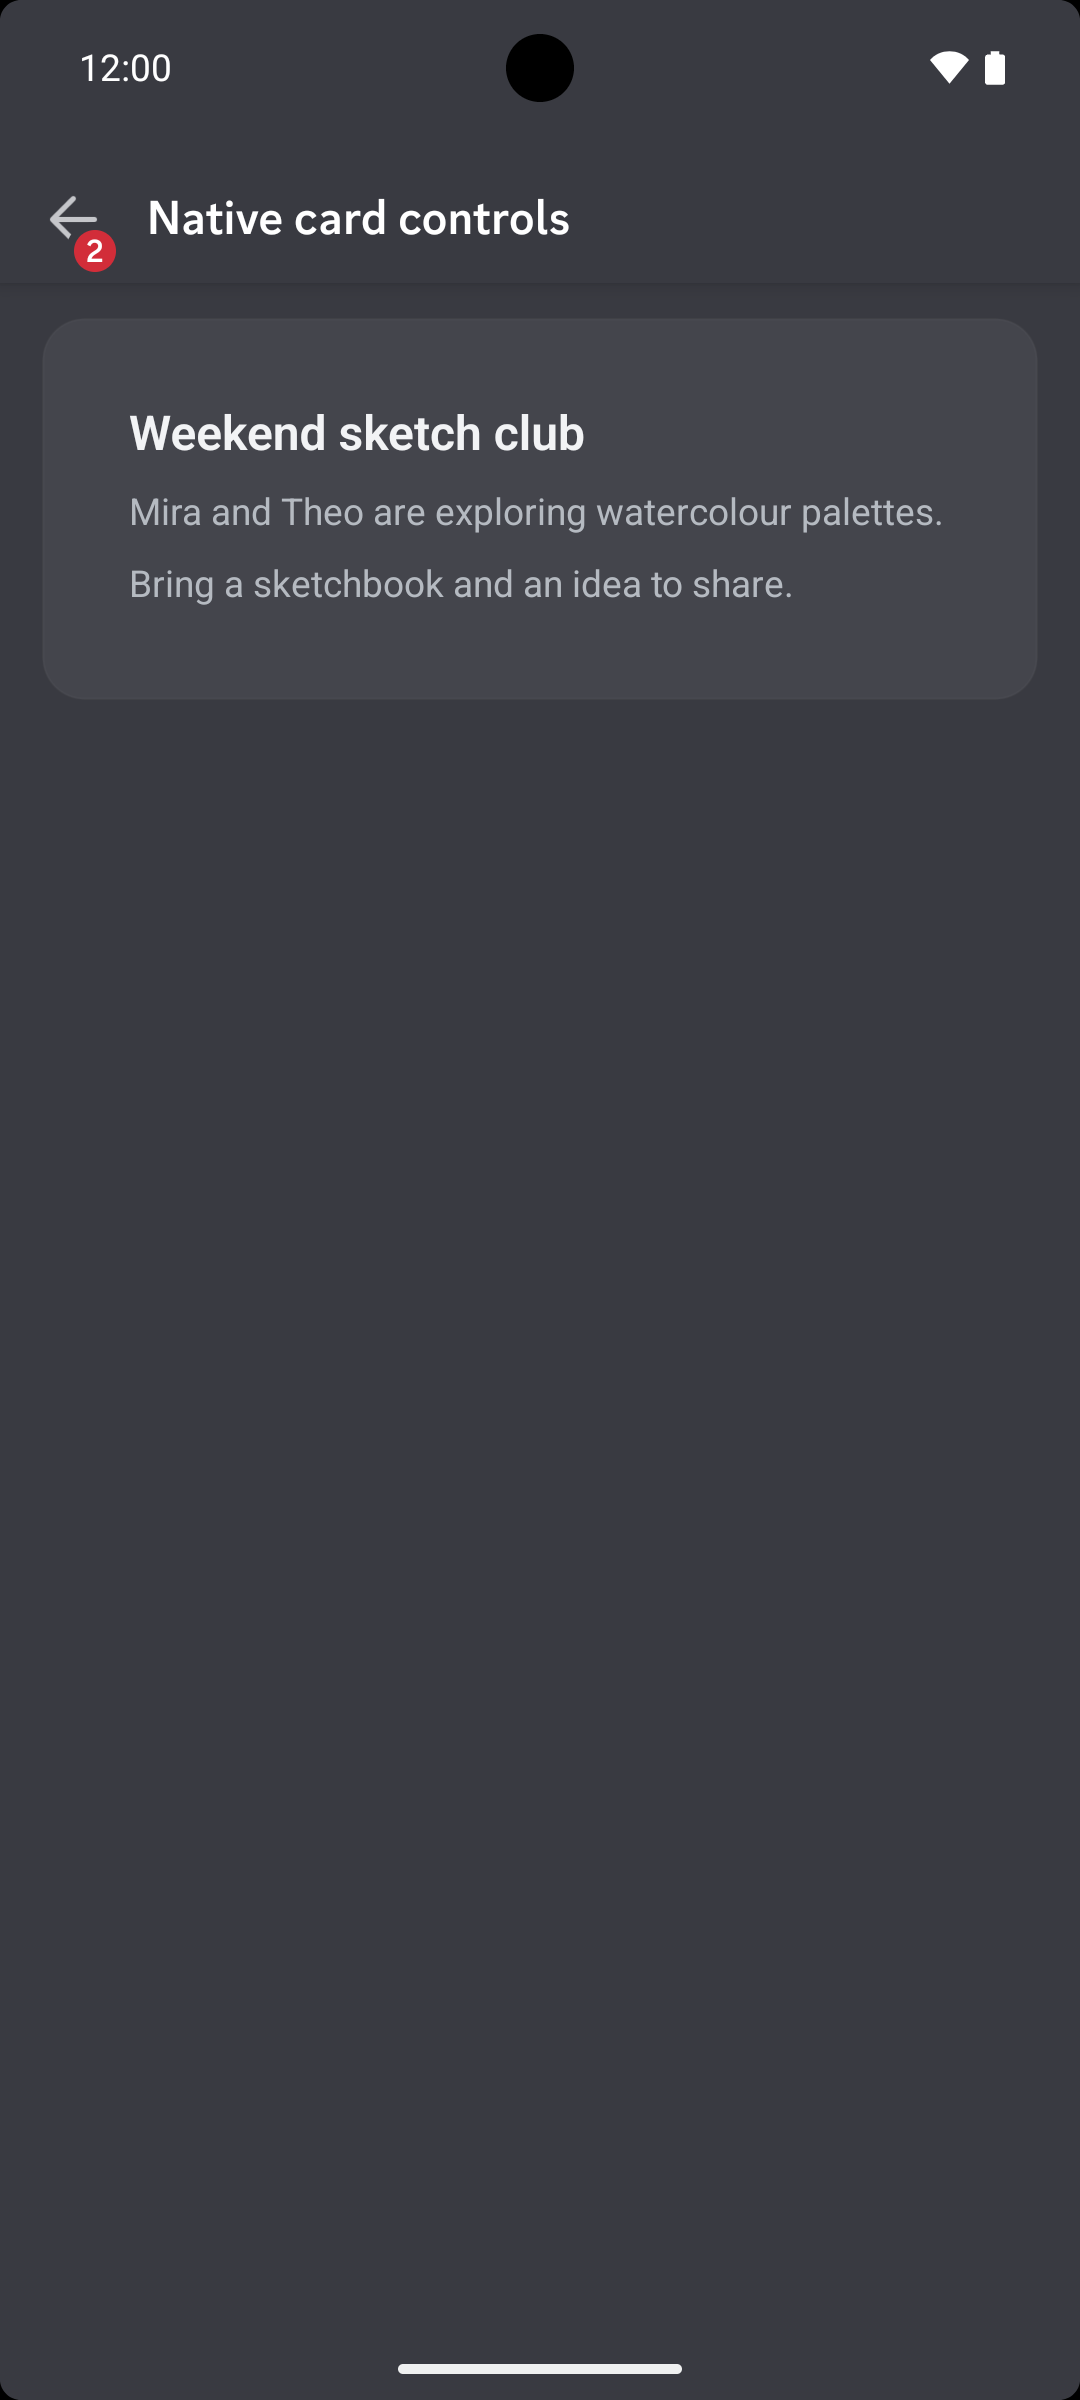 12:00
Native card controls
2
Weekend sketch club
Mira and Theo are exploring watercolour palettes.
Bring a sketchbook and an idea to share.